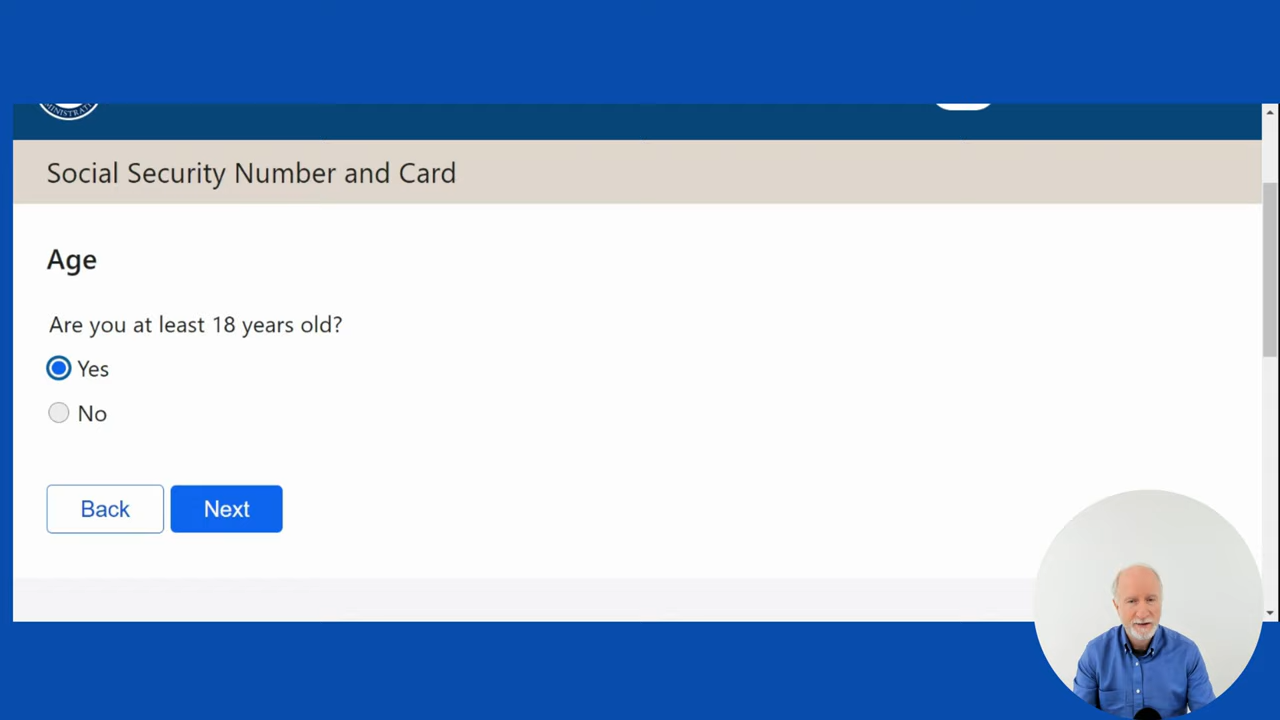 Social Security Number and Card
Age
Are you at least 18 years old?
Yes
No
Back
Next